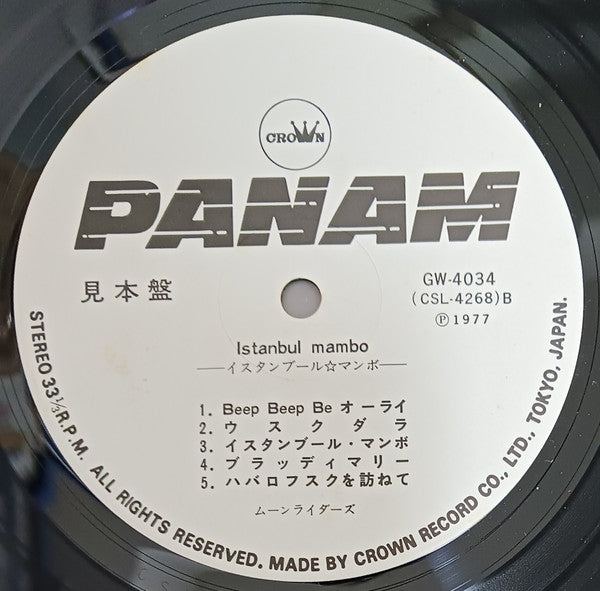 CROWN
PANAM
見本盤
GW-4034
(CSL-4268)B
Ⓟ1977
Istanbul mambo
——イスタンブール☆マンボ——
1. Beep Beep Be オーライ
2. ウスクダラ
3. イスタンブール・マンボ
4. ブラッディマリー
5. ハバロフスクを訪ねて
ムーンライダーズ
STEREO 33⅓R.P.M. ALL RIGHTS RESERVED. MADE BY CROWN RECORD CO., LTD., TOKYO, JAPAN.